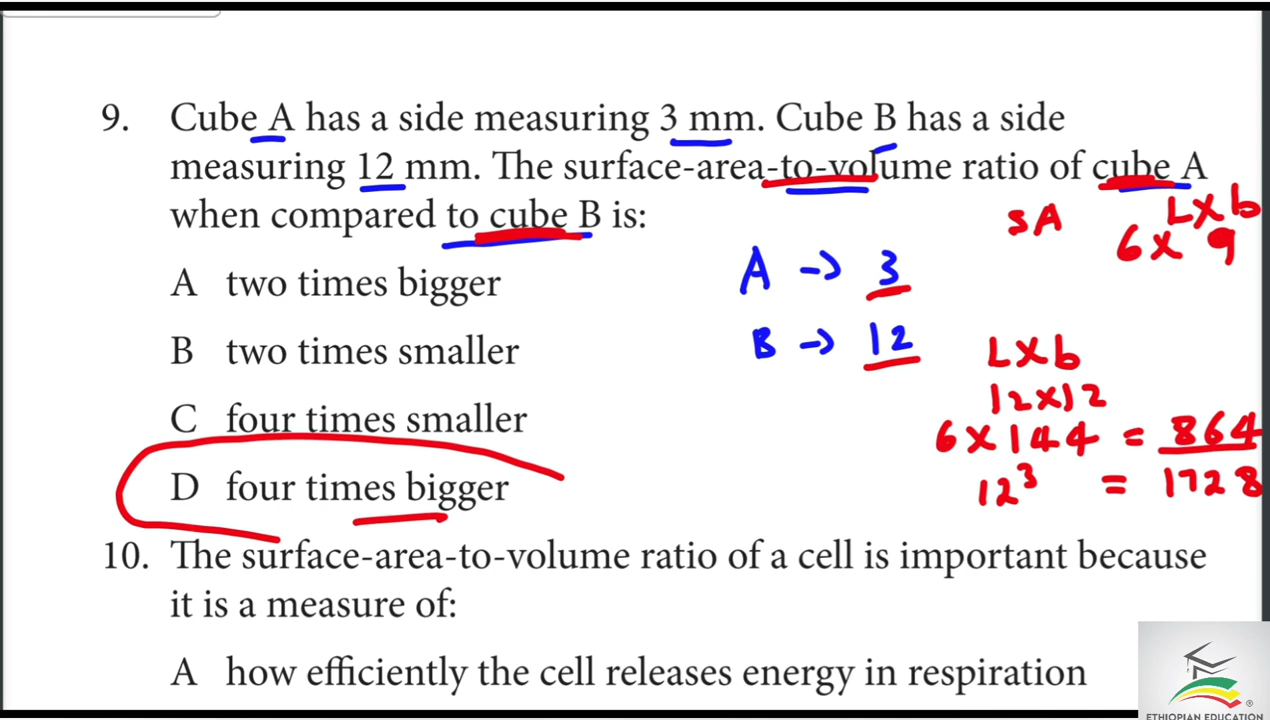 9. Cube A has a side measuring 3 mm. Cube B has a side
measuring 12 mm. The surface-area-to-volume ratio of cube A
when compared to cube B is:
SA
L×b
6×9
A two times bigger
A → 3
B two times smaller
B → 12
L×b
12×12
C four times smaller
6×144 = 864
12³ = 1728
D four times bigger
10. The surface-area-to-volume ratio of a cell is important because
it is a measure of:
A how efficiently the cell releases energy in respiration
ETHIOPIAN EDUCATION